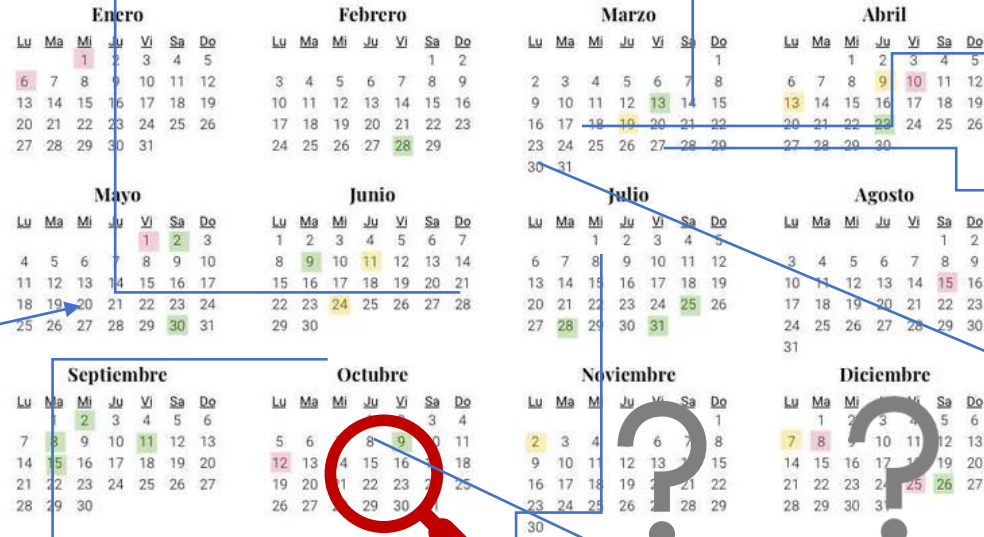 Enero
Lu Ma Mi Ju Vi Sa Do
1 2 3 4 5
6 7 8 9 10 11 12
13 14 15 16 17 18 19
20 21 22 23 24 25 26
27 28 29 30 31
Febrero
Lu Ma Mi Ju Vi Sa Do
1 2
3 4 5 6 7 8 9
10 11 12 13 14 15 16
17 18 19 20 21 22 23
24 25 26 27 28 29
Marzo
Lu Ma Mi Ju Vi Sa Do
1
2 3 4 5 6 7 8
9 10 11 12 13 14 15
16 17 18 19 20 21 22
23 24 25 26 27 28 29
30 31
Abril
Lu Ma Mi Ju Vi Sa Do
1 2 3 4 5
6 7 8 9 10 11 12
13 14 15 16 17 18 19
20 21 22 23 24 25 26
27 28 29 30
Mayo
Lu Ma Mi Ju Vi Sa Do
1 2 3
4 5 6 7 8 9 10
11 12 13 14 15 16 17
18 19 20 21 22 23 24
25 26 27 28 29 30 31
Junio
Lu Ma Mi Ju Vi Sa Do
1 2 3 4 5 6 7
8 9 10 11 12 13 14
15 16 17 18 19 20 21
22 23 24 25 26 27 28
29 30
Julio
Lu Ma Mi Ju Vi Sa Do
1 2 3 4 5
6 7 8 9 10 11 12
13 14 15 16 17 18 19
20 21 22 23 24 25 26
27 28 29 30 31
Agosto
Lu Ma Mi Ju Vi Sa Do
1 2
3 4 5 6 7 8 9
10 11 12 13 14 15 16
17 18 19 20 21 22 23
24 25 26 27 28 29 30
31
Septiembre
Lu Ma Mi Ju Vi Sa Do
1 2 3 4 5 6
7 8 9 10 11 12 13
14 15 16 17 18 19 20
21 22 23 24 25 26 27
28 29 30
Octubre
Lu Ma Mi Ju Vi Sa Do
3 4
5 6 8 9 10 11
12 13 14 15 16 18
19 20 21 22 23 25
26 27 29 30
Noviembre
Lu Ma Mi Ju Vi Sa Do
1
2 3 4 6 7 8
9 10 11 12 13 15
16 17 18 19 21 22
23 24 25 26 28 29
30
Diciembre
Lu Ma Mi Ju Vi Sa Do
1 2 3 4 5 6
7 8 9 10 11 12 13
14 15 16 17 19 20
21 22 23 24 25 26 27
28 29 30 31